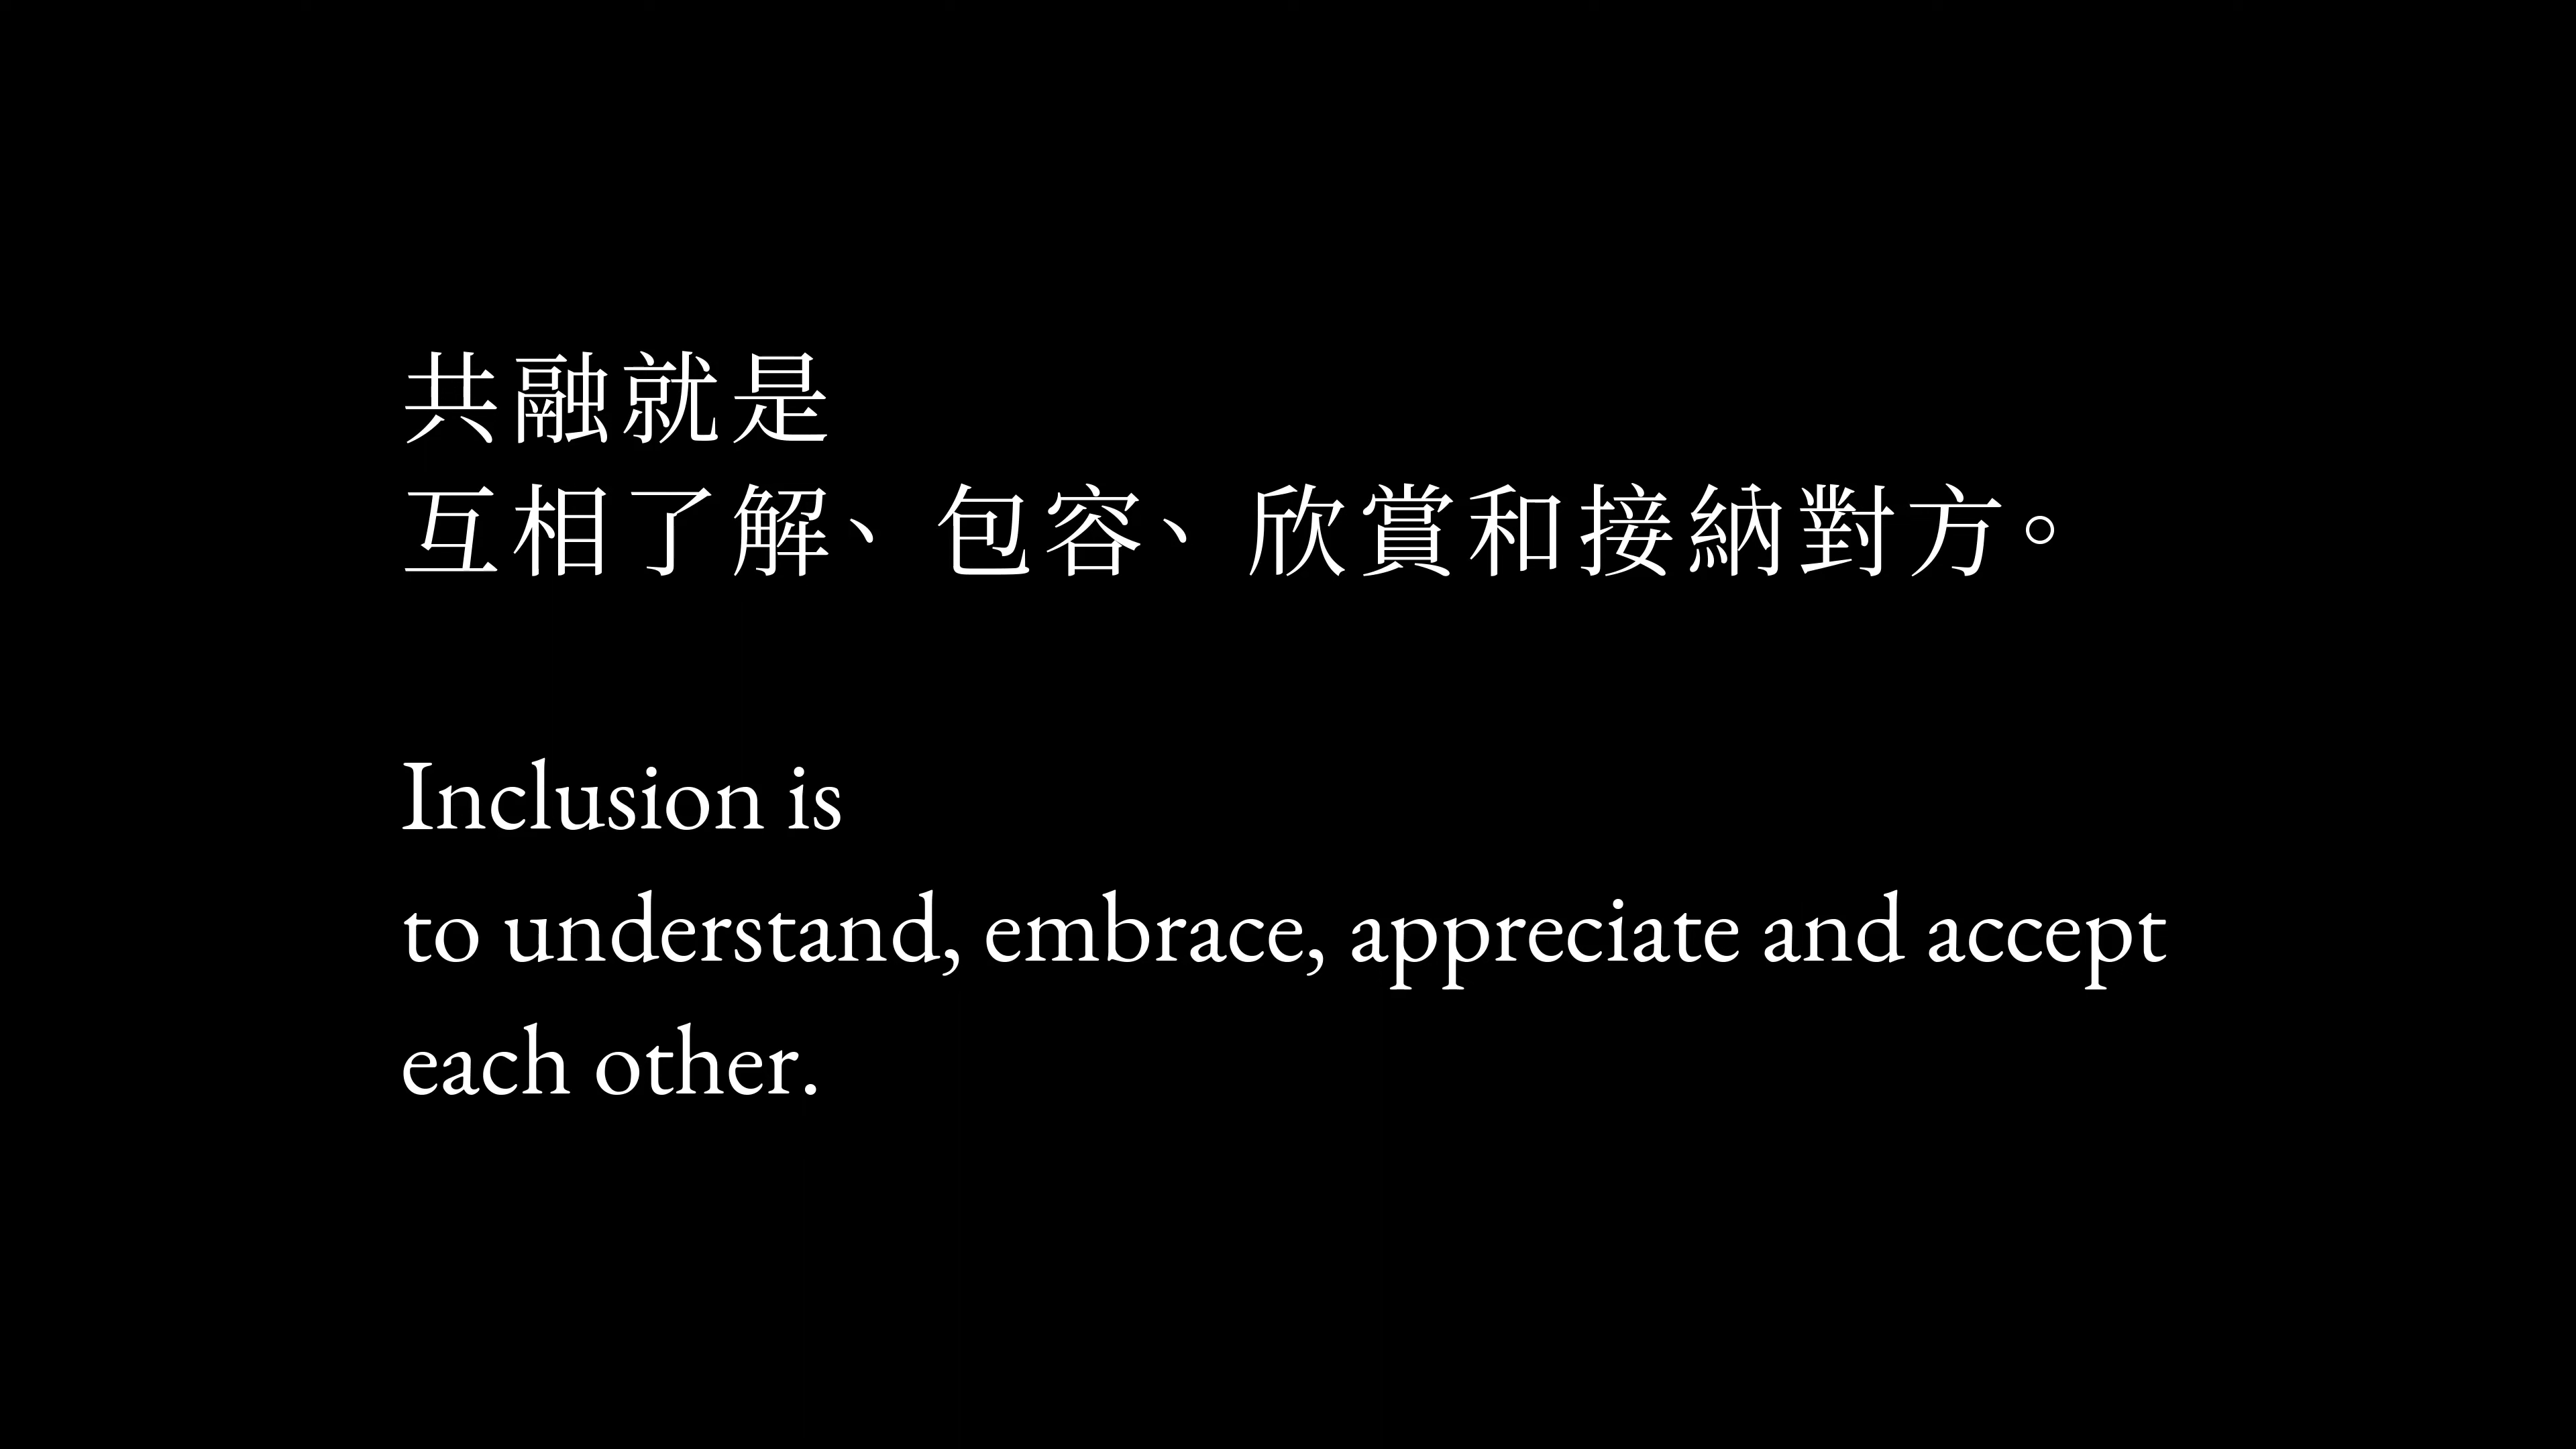 共融就是
互相了解、包容、欣賞和接納對方。
Inclusion is
to understand, embrace, appreciate and accept
each other.